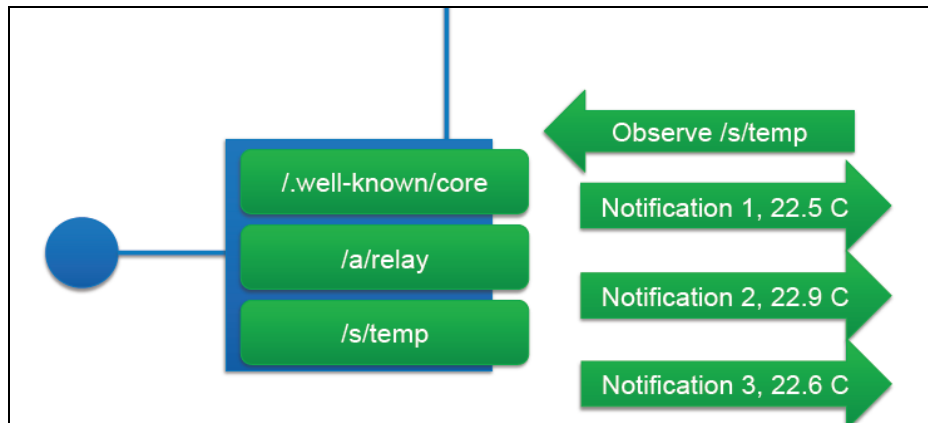 Observe /s/temp
/.well-known/core
Notification 1, 22.5 C
/a/relay
Notification 2, 22.9 C
/s/temp
Notification 3, 22.6 C